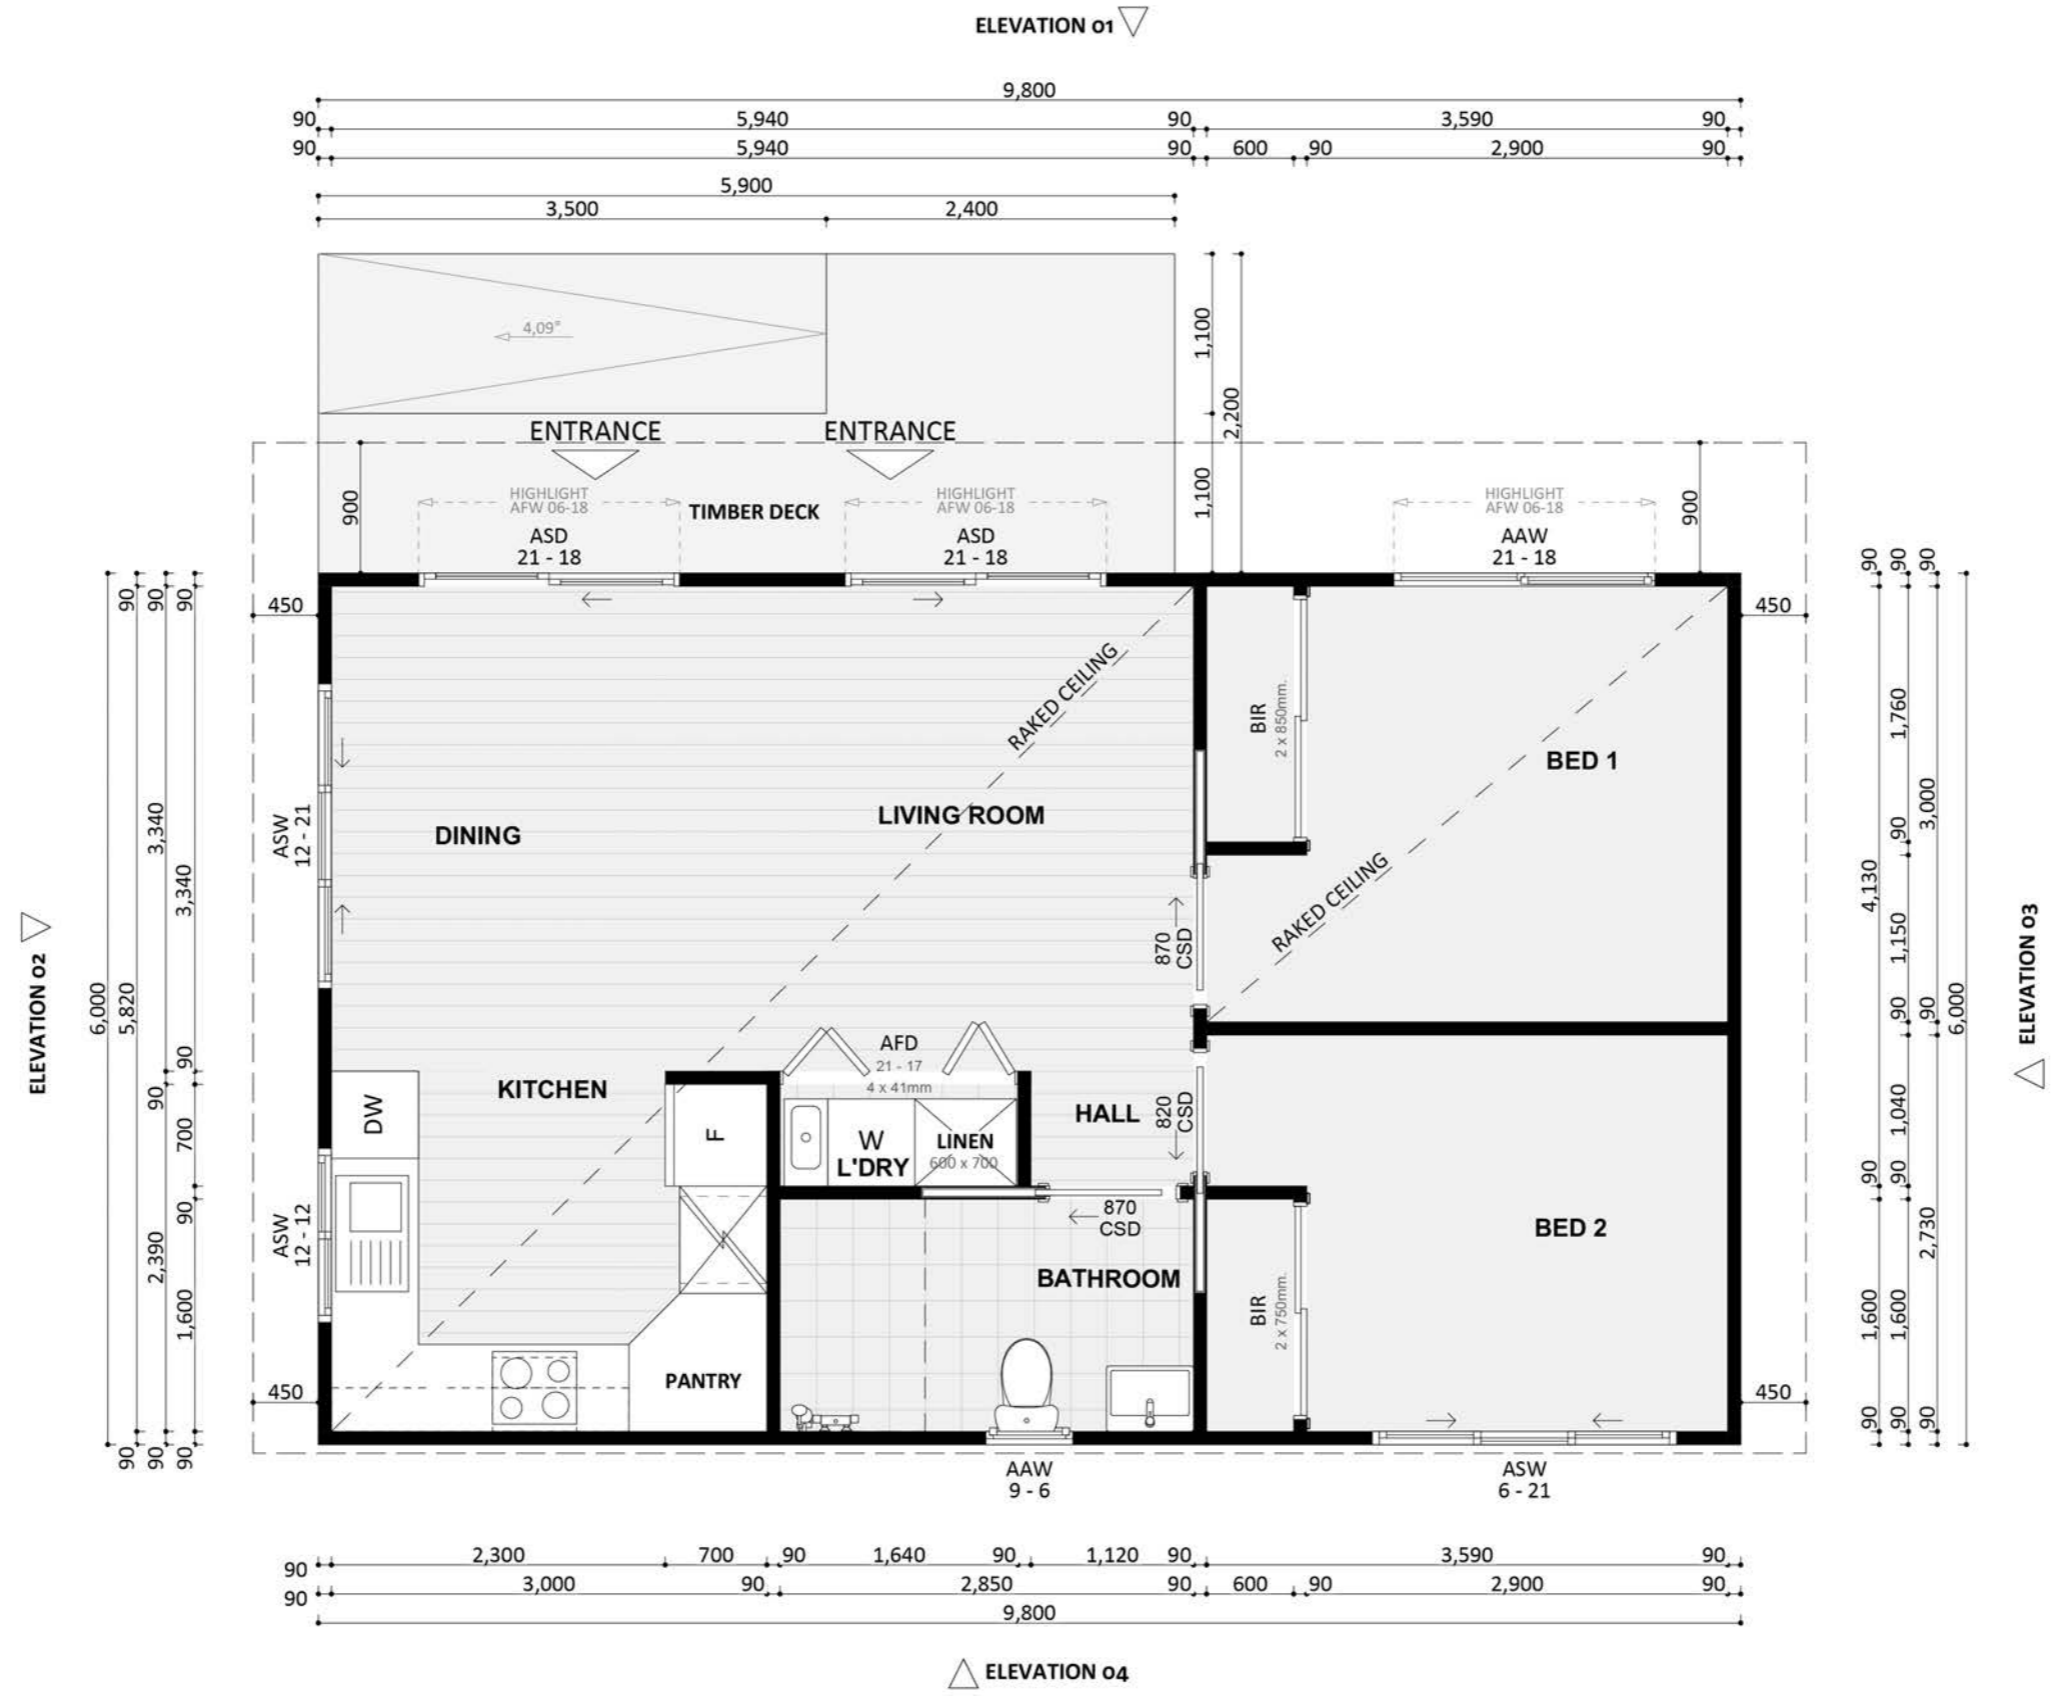 ELEVATION 01
9,800
90 5,940 90 3,590 90
90 5,940 90 600 90 2,900 90
5,900
3,500 2,400
4,09°
1,100
2,200
1,100
ENTRANCE ENTRANCE
900
HIGHLIGHT
AFW 06-18
ASD
21 - 18
TIMBER DECK
HIGHLIGHT
AFW 06-18
ASD
21 - 18
HIGHLIGHT
AFW 06-18
AAW
21 - 18
900
450
450
ELEVATION 02
6,000
90 5,820 90
90 3,340 90 2,390 90
90 3,340 90 700 90 1,600 90
ASW
12 - 21
ASW
12 - 12
DINING
LIVING ROOM
RAKED CEILING
BIR
2 x 850mm.
BED 1
RAKED CEILING
870
CSD
KITCHEN
DW
F
PANTRY
AFD
21 - 17
4 x 41mm
W
L'DRY
LINEN
600 x 700
HALL
820
CSD
870
CSD
BATHROOM
BIR
2 x 750mm.
BED 2
90 4,130 90 1,600 90
90 1,760 90 1,150 90 1,040 90 1,600 90
90 3,000 90 2,730 90
6,000
ELEVATION 03
450
450
AAW
9 - 6
ASW
6 - 21
90 2,300 700 90 1,640 90 1,120 90 3,590 90
90 3,000 90 2,850 90 600 90 2,900 90
9,800
ELEVATION 04